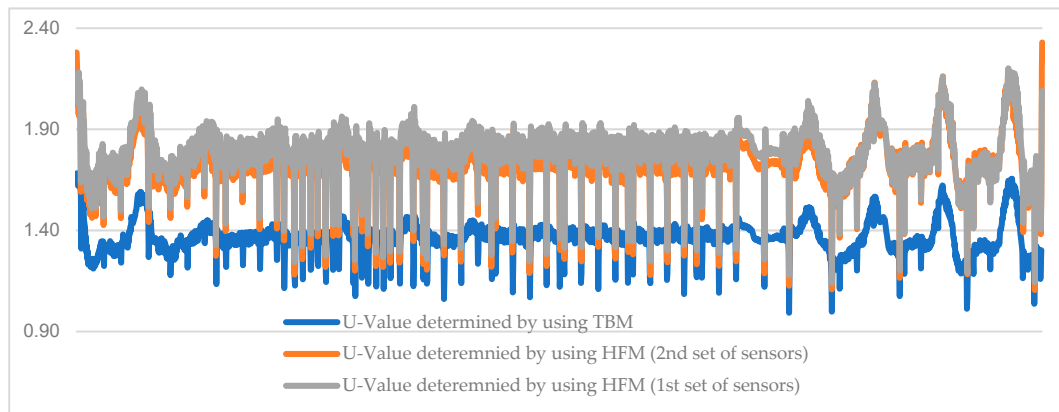 2.40
1.90
1.40
0.90
U-Value determined by using TBM
U-Value deteremnied by using HFM (2nd set of sensors)
U-Value deteremnied by using HFM (1st set of sensors)